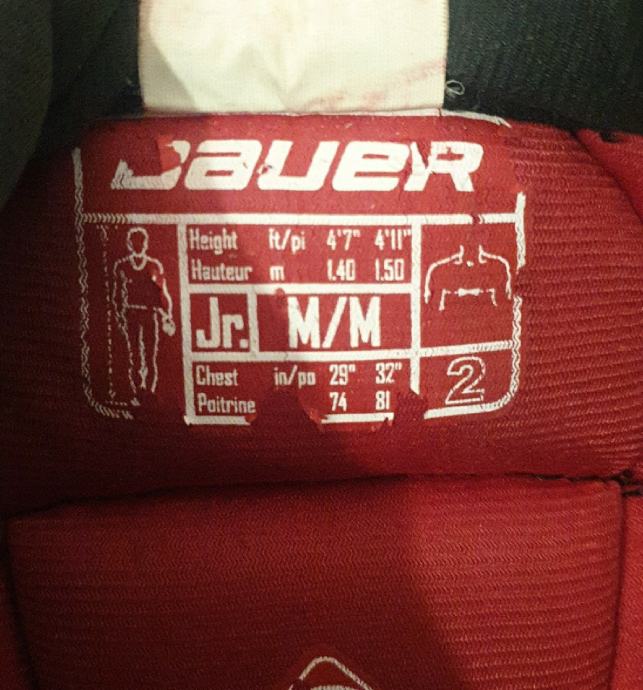 BAUER
Height ft/pi 4'7" 4'11"
Hauteur m 1.40 1.50
Jr. M/M
Chest in/po 29" 32"
Poitrine 74 81
2